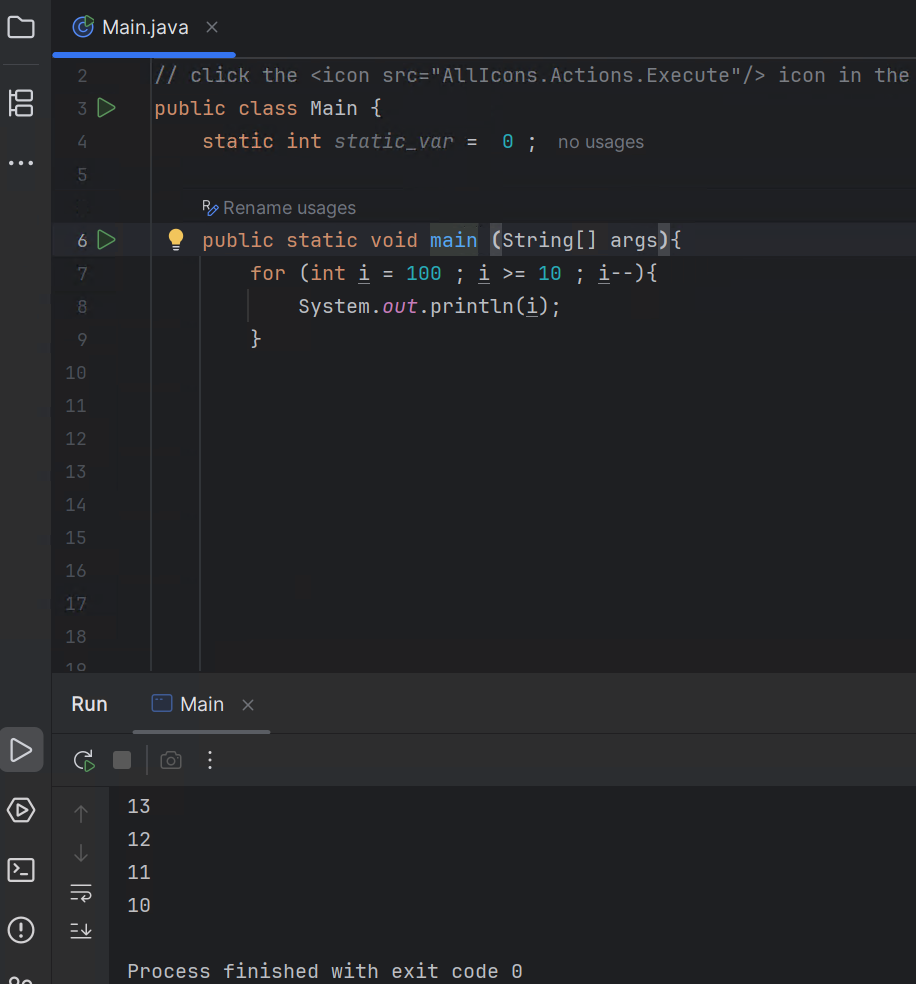 Main.java
2 // click the <icon src="AllIcons.Actions.Execute"/> icon in the
3 public class Main {
4 static int static_var = 0 ; no usages
5
Rename usages
6 public static void main (String[] args){
7 for (int i = 100 ; i >= 10 ; i--){
8 System.out.println(i);
9 }
10
11
12
13
14
15
16
17
18
19
Run Main
13
12
11
10
Process finished with exit code 0